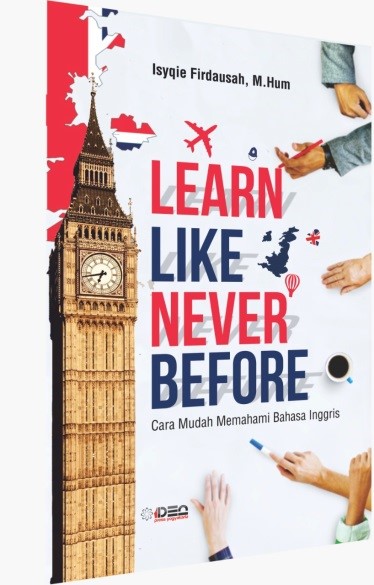 Isyqie Firdausah, M.Hum
LEARN
LIKE
NEVER
BEFORE
Cara Mudah Memahami Bahasa Inggris
IDEA
press yogyakarta